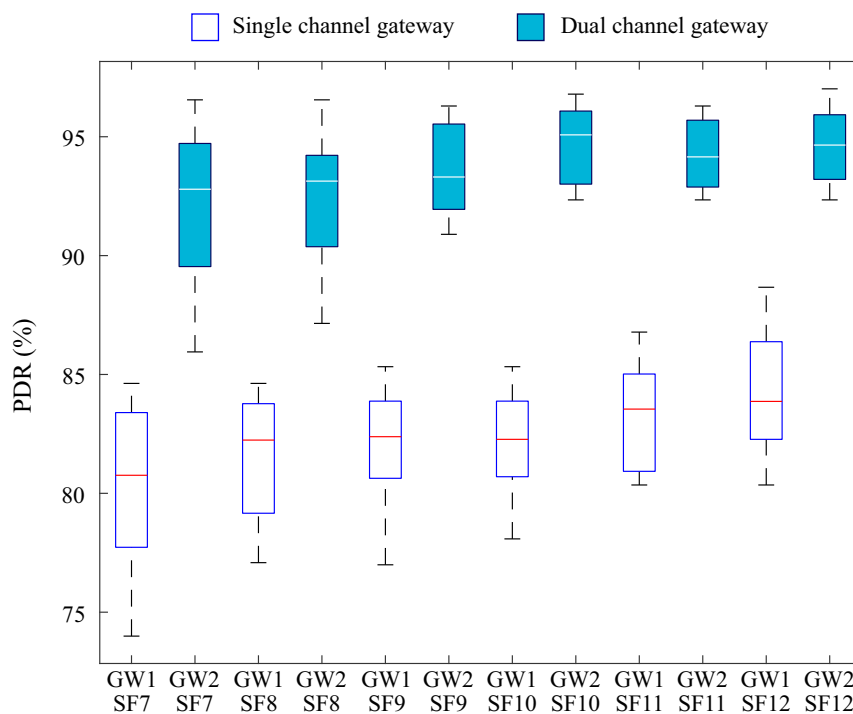 Single channel gateway
Dual channel gateway
PDR (%)
95
90
85
80
75
GW1 GW2 GW1 GW2 GW1 GW2 GW1 GW2 GW1 GW2 GW1 GW2
SF7 SF7 SF8 SF8 SF9 SF9 SF10 SF10 SF11 SF11 SF12 SF12